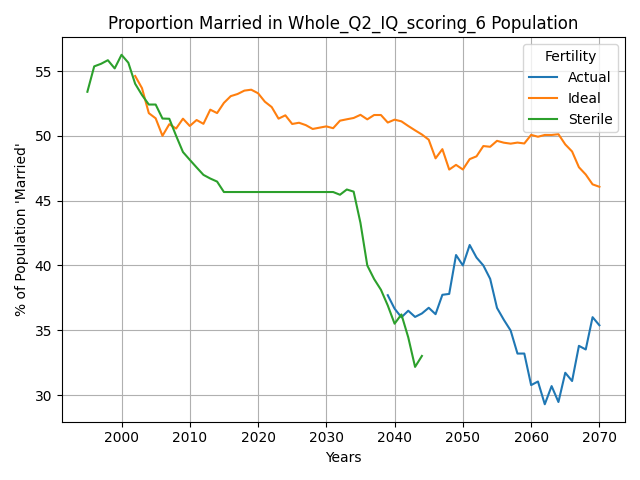 Proportion Married in Whole_Q2_IQ_scoring_6 Population
% of Population 'Married'
55
50
45
40
35
30
Fertility
Actual
Ideal
Sterile
2000 2010 2020 2030 2040 2050 2060 2070
Years